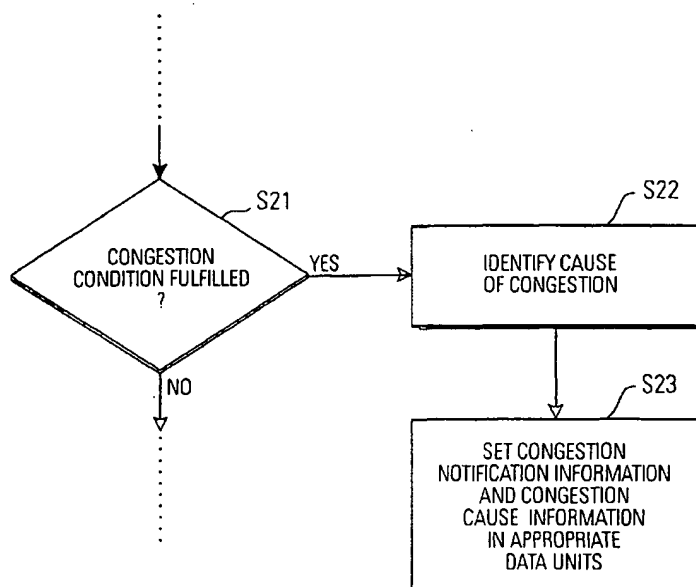 S21
CONGESTION
CONDITION FULFILLED
?
YES
NO
S22
IDENTIFY CAUSE
OF CONGESTION
S23
SET CONGESTION
NOTIFICATION INFORMATION
AND CONGESTION
CAUSE INFORMATION
IN APPROPRIATE
DATA UNITS